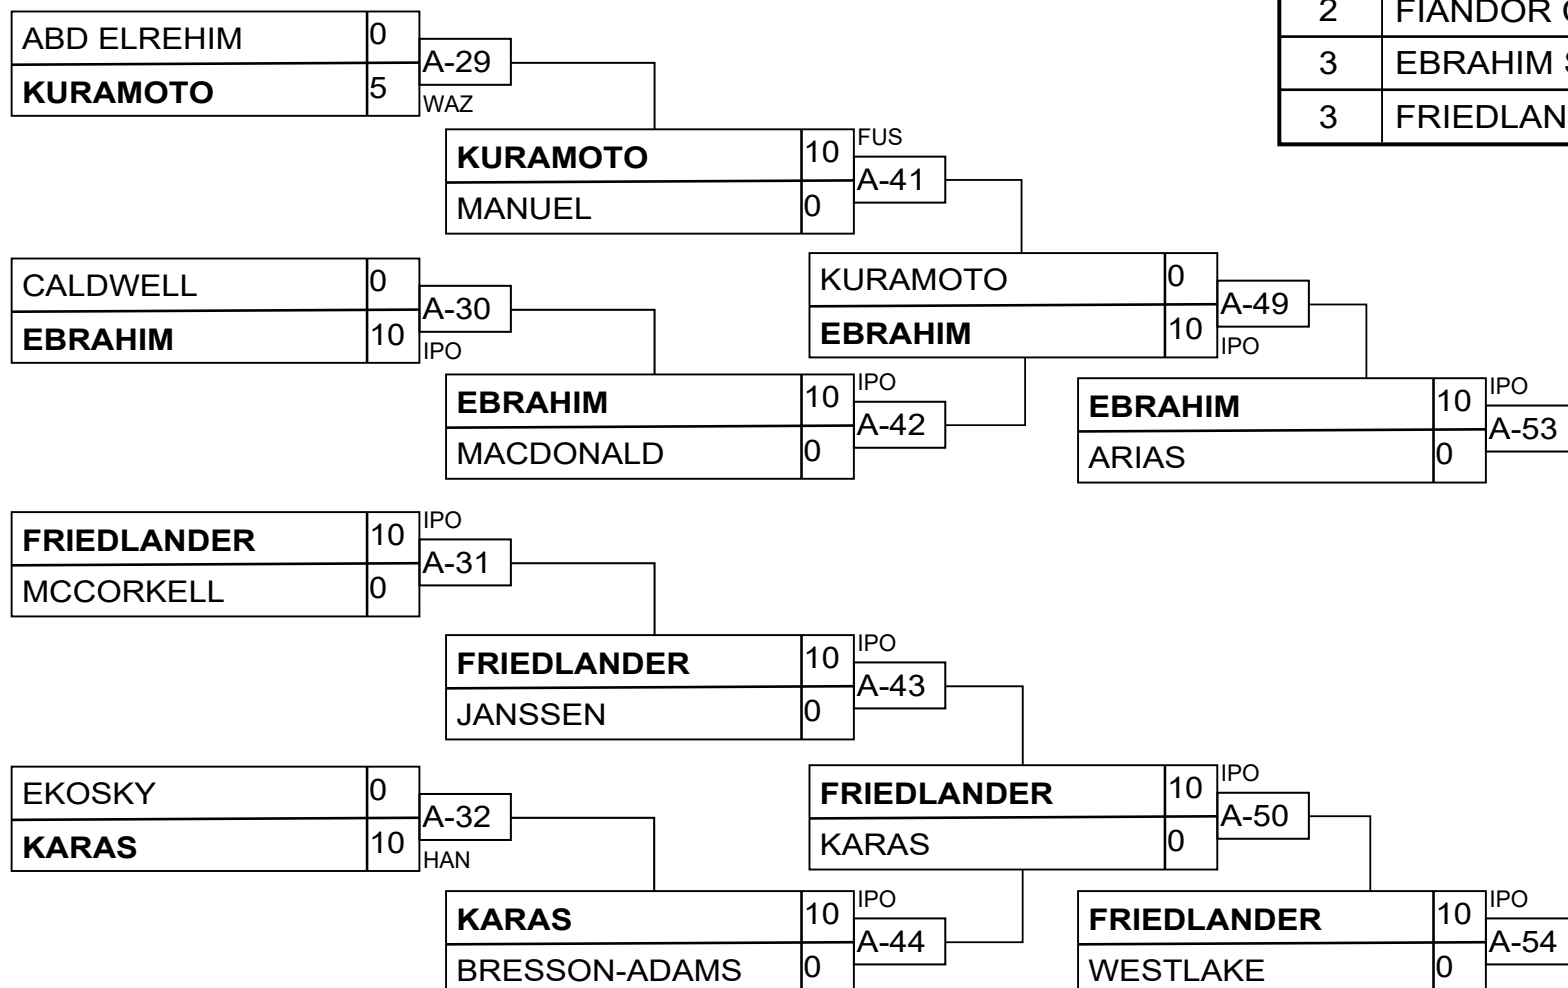 2 FIANDOR
3 EBRAHIM
3 FRIEDLAN
ABD ELREHIM 0
A-29
KURAMOTO 5
WAZ
KURAMOTO 10 FUS
A-41
MANUEL 0
CALDWELL 0
A-30
EBRAHIM 10
IPO
KURAMOTO 0
A-49
EBRAHIM 10
IPO
EBRAHIM 10 IPO
A-42
MACDONALD 0
EBRAHIM 10 IPO
A-53
ARIAS 0
FRIEDLANDER 10 IPO
A-31
MCCORKELL 0
FRIEDLANDER 10 IPO
A-43
JANSSEN 0
EKOSKY 0
A-32
KARAS 10
HAN
FRIEDLANDER 10 IPO
A-50
KARAS 0
KARAS 10 IPO
A-44
BRESSON-ADAMS 0
FRIEDLANDER 10 IPO
A-54
WESTLAKE 0